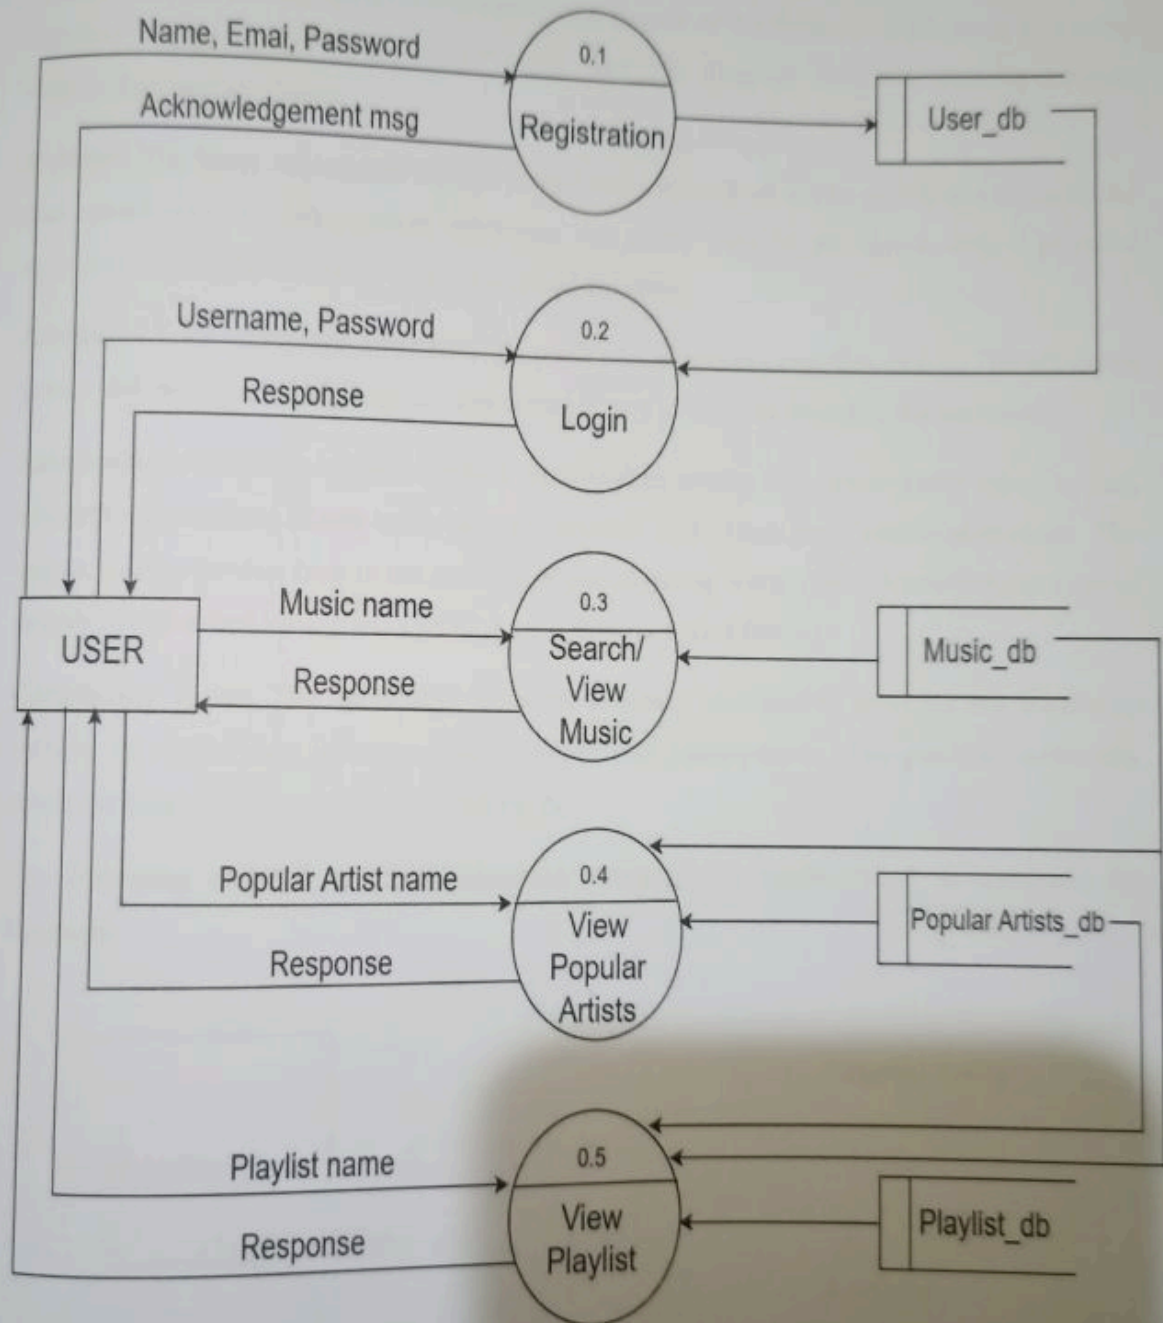 Name, Emai, Password
0.1
Acknowledgement msg
Registration
User_db
Username, Password
0.2
Response
Login
Music name
0.3
USER
Search/
View
Music
Music_db
Response
Popular Artist name
0.4
View
Popular
Artists
Popular Artists_db
Response
Playlist name
0.5
View
Playlist
Playlist_db
Response